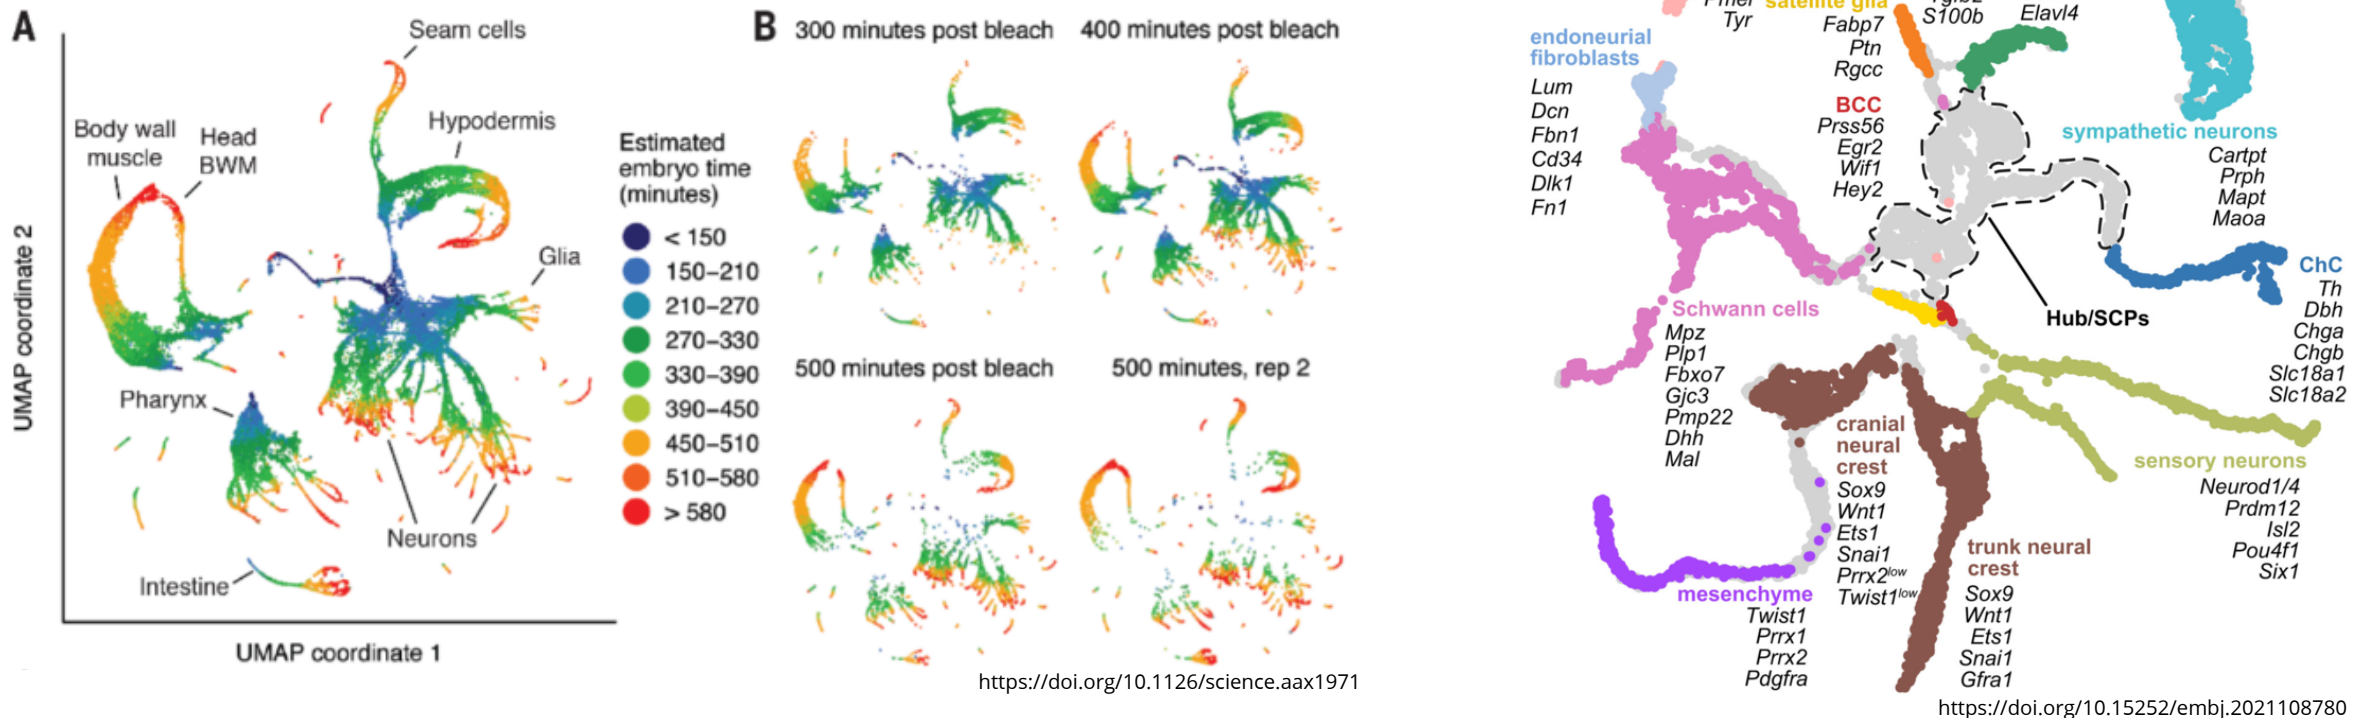 A
Seam cells
Body wall
muscle
Head
BWM
Hypodermis
Glia
Pharynx
Neurons
Intestine
UMAP coordinate 2
UMAP coordinate 1
Estimated
embryo time
(minutes)
< 150
150–210
210–270
270–330
330–390
390–450
450–510
510–580
> 580
B
300 minutes post bleach
400 minutes post bleach
500 minutes post bleach
500 minutes, rep 2
https://doi.org/10.1126/science.aax1971
Tyr
satellite glia
Fabp7
Ptn
Rgcc
S100b
Elavl4
endoneurial
fibroblasts
Lum
Dcn
Fbn1
Cd34
Dlk1
Fn1
BCC
Prss56
Egr2
Wif1
Hey2
sympathetic neurons
Cartpt
Prph
Mapt
Maoa
ChC
Th
Dbh
Chga
Chgb
Slc18a1
Slc18a2
Hub/SCPs
Schwann cells
Mpz
Plp1
Fbxo7
Gjc3
Pmp22
Dhh
Mal
cranial
neural
crest
Sox9
Wnt1
Ets1
Snai1
Prrx2low
Twist1low
sensory neurons
Neurod1/4
Prdm12
Isl2
Pou4f1
Six1
mesenchyme
Twist1
Prrx1
Prrx2
Pdgfra
trunk neural
crest
Sox9
Wnt1
Ets1
Snai1
Gfra1
https://doi.org/10.15252/embj.2021108780